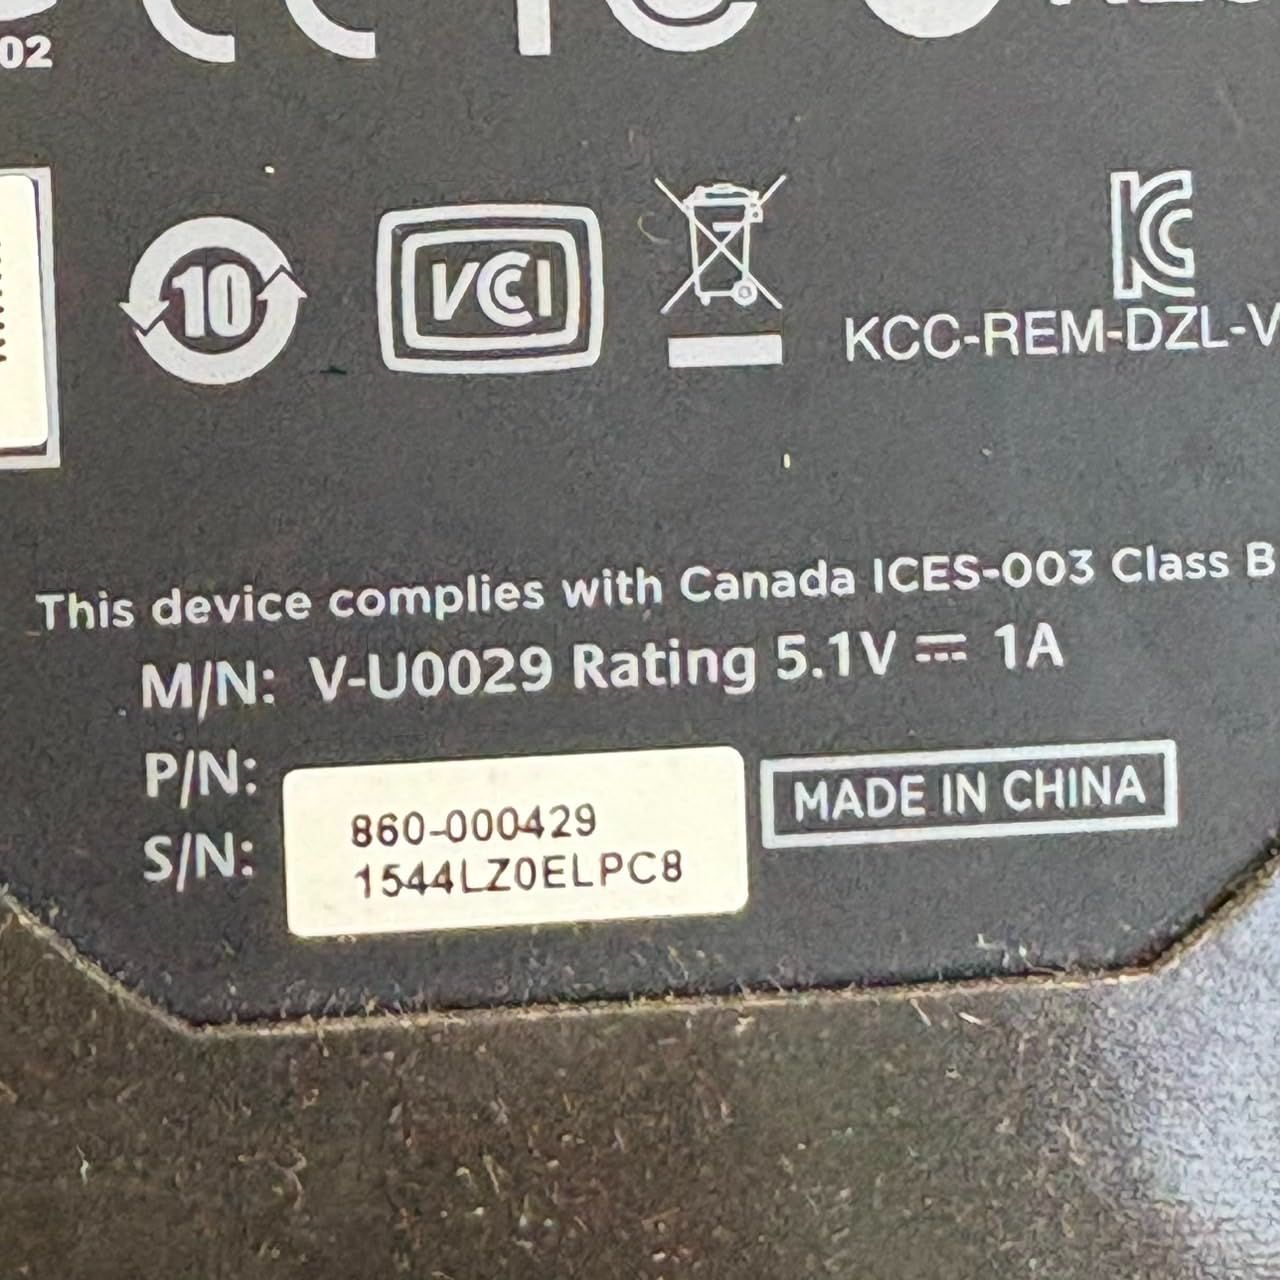 02
10
VCCI
KCC-REM-DZL-V
This device complies with Canada ICES-003 Class B
M/N: V-U0029 Rating 5.1V ⎓ 1A
P/N:
860-000429
MADE IN CHINA
S/N:
1544LZ0ELPC8